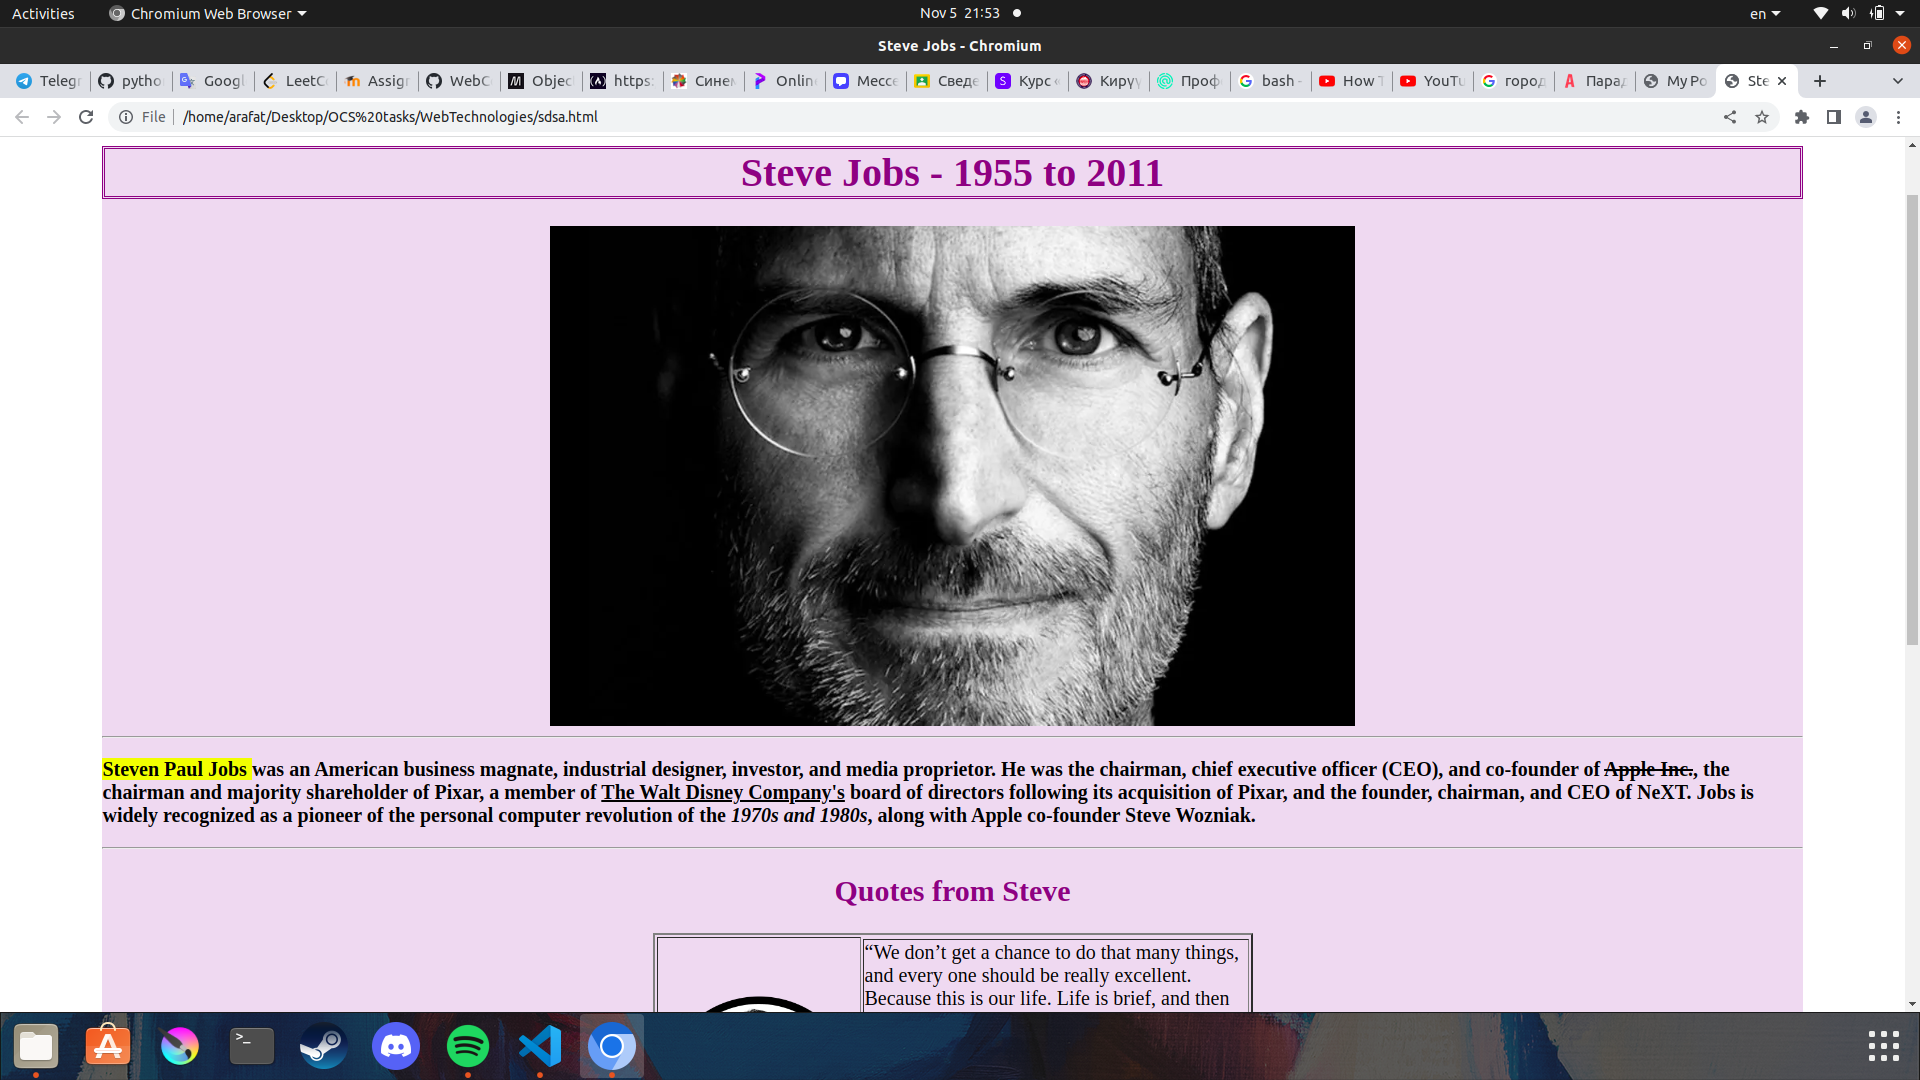 Activities Chromium Web Browser Nov 5 21:53 en
Steve Jobs - Chromium
Telegr pytho Googl LeetC Assign WebC Objec https: Синем Onlin Мессе Сведе Курс « Кируу Профи bash - How T YouTu город Парад My Po Ste
File /home/arafat/Desktop/OCS%20tasks/WebTechnologies/sdsa.html
Steve Jobs - 1955 to 2011
Steven Paul Jobs was an American business magnate, industrial designer, investor, and media proprietor. He was the chairman, chief executive officer (CEO), and co-founder of Apple Inc., the
chairman and majority shareholder of Pixar, a member of The Walt Disney Company's board of directors following its acquisition of Pixar, and the founder, chairman, and CEO of NeXT. Jobs is
widely recognized as a pioneer of the personal computer revolution of the 1970s and 1980s, along with Apple co-founder Steve Wozniak.
Quotes from Steve
“We don’t get a chance to do that many things,
and every one should be really excellent.
Because this is our life. Life is brief, and then